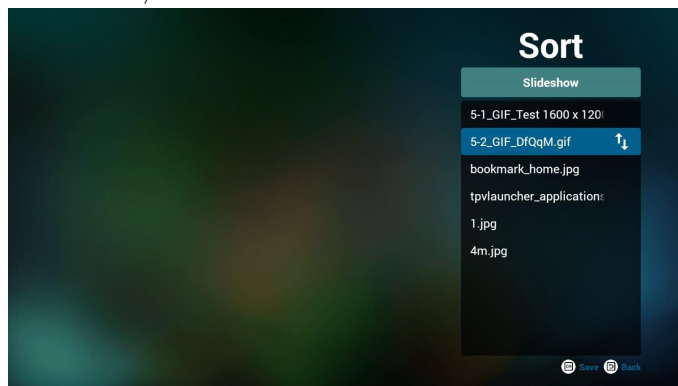 Sort
Slideshow
5-1_GIF_Test 1600 x 120
5-2_GIF_DfQqM.gif
bookmark_home.jpg
tpvlauncher_applications
1.jpg
4m.jpg
Save Back